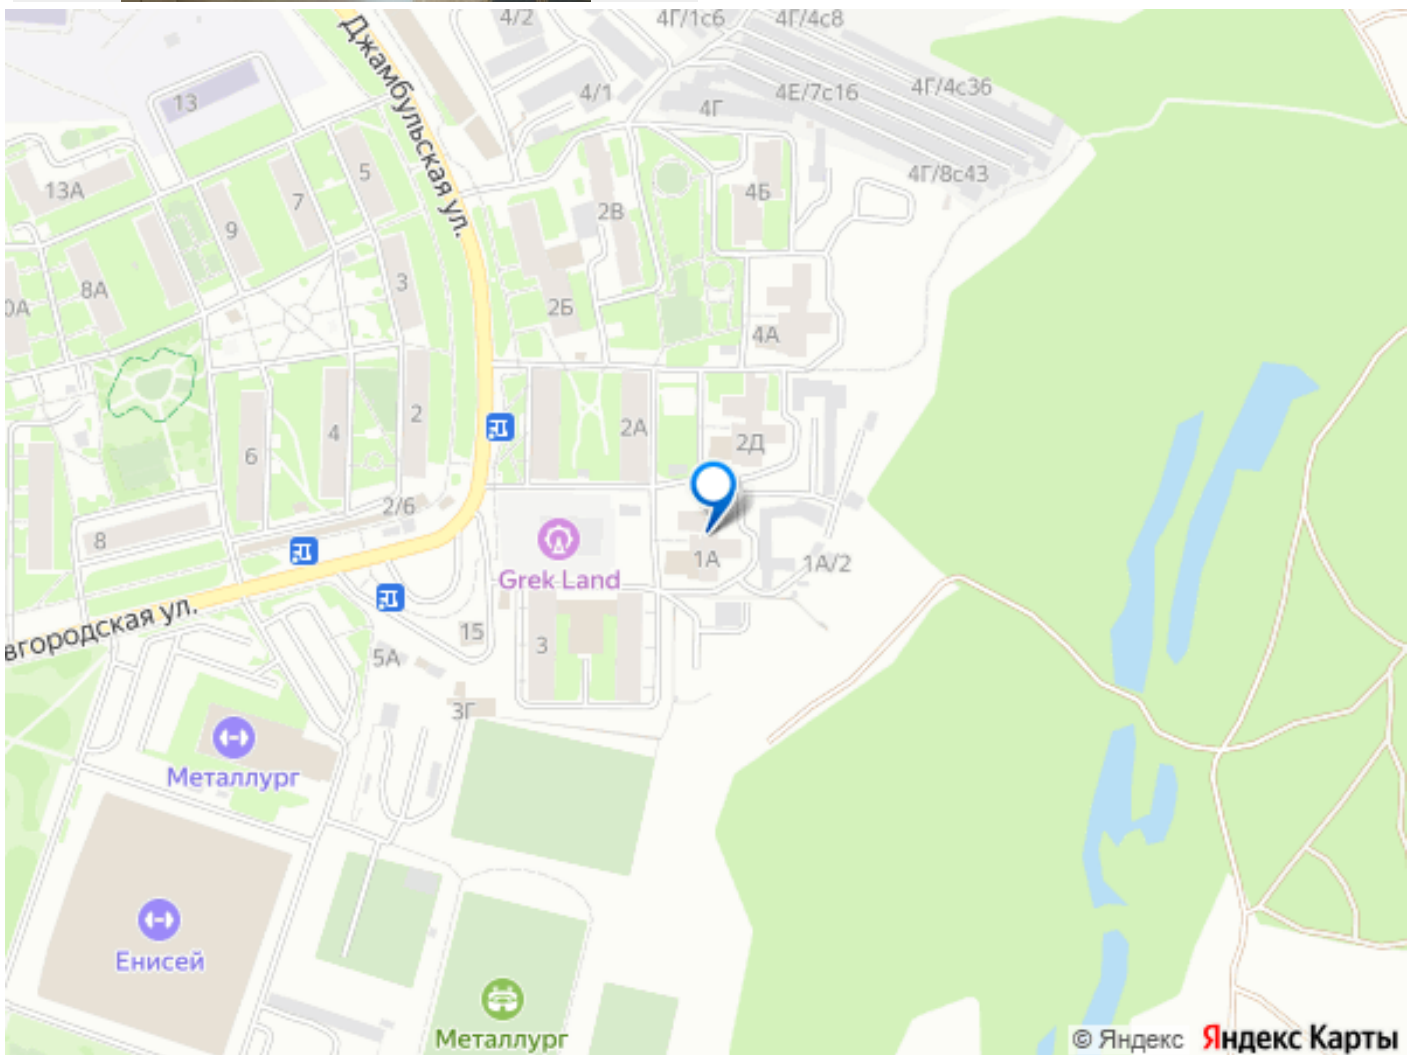 4/2
4Г/1с6
4Г/4с8
Джамбульская ул.
13
4/1
4Г
4Е/7с16
4Г/4с36
4Г/8с43
13А
5
7
9
2В
4Б
8А
3
0А
2Б
4А
2
4
6
2А
2Д
2/6
8
Grek Land
1А
1А/2
вгородская ул.
15
3
5А
3Г
Металлург
Енисей
Металлург
© Яндекс Яндекс Карты